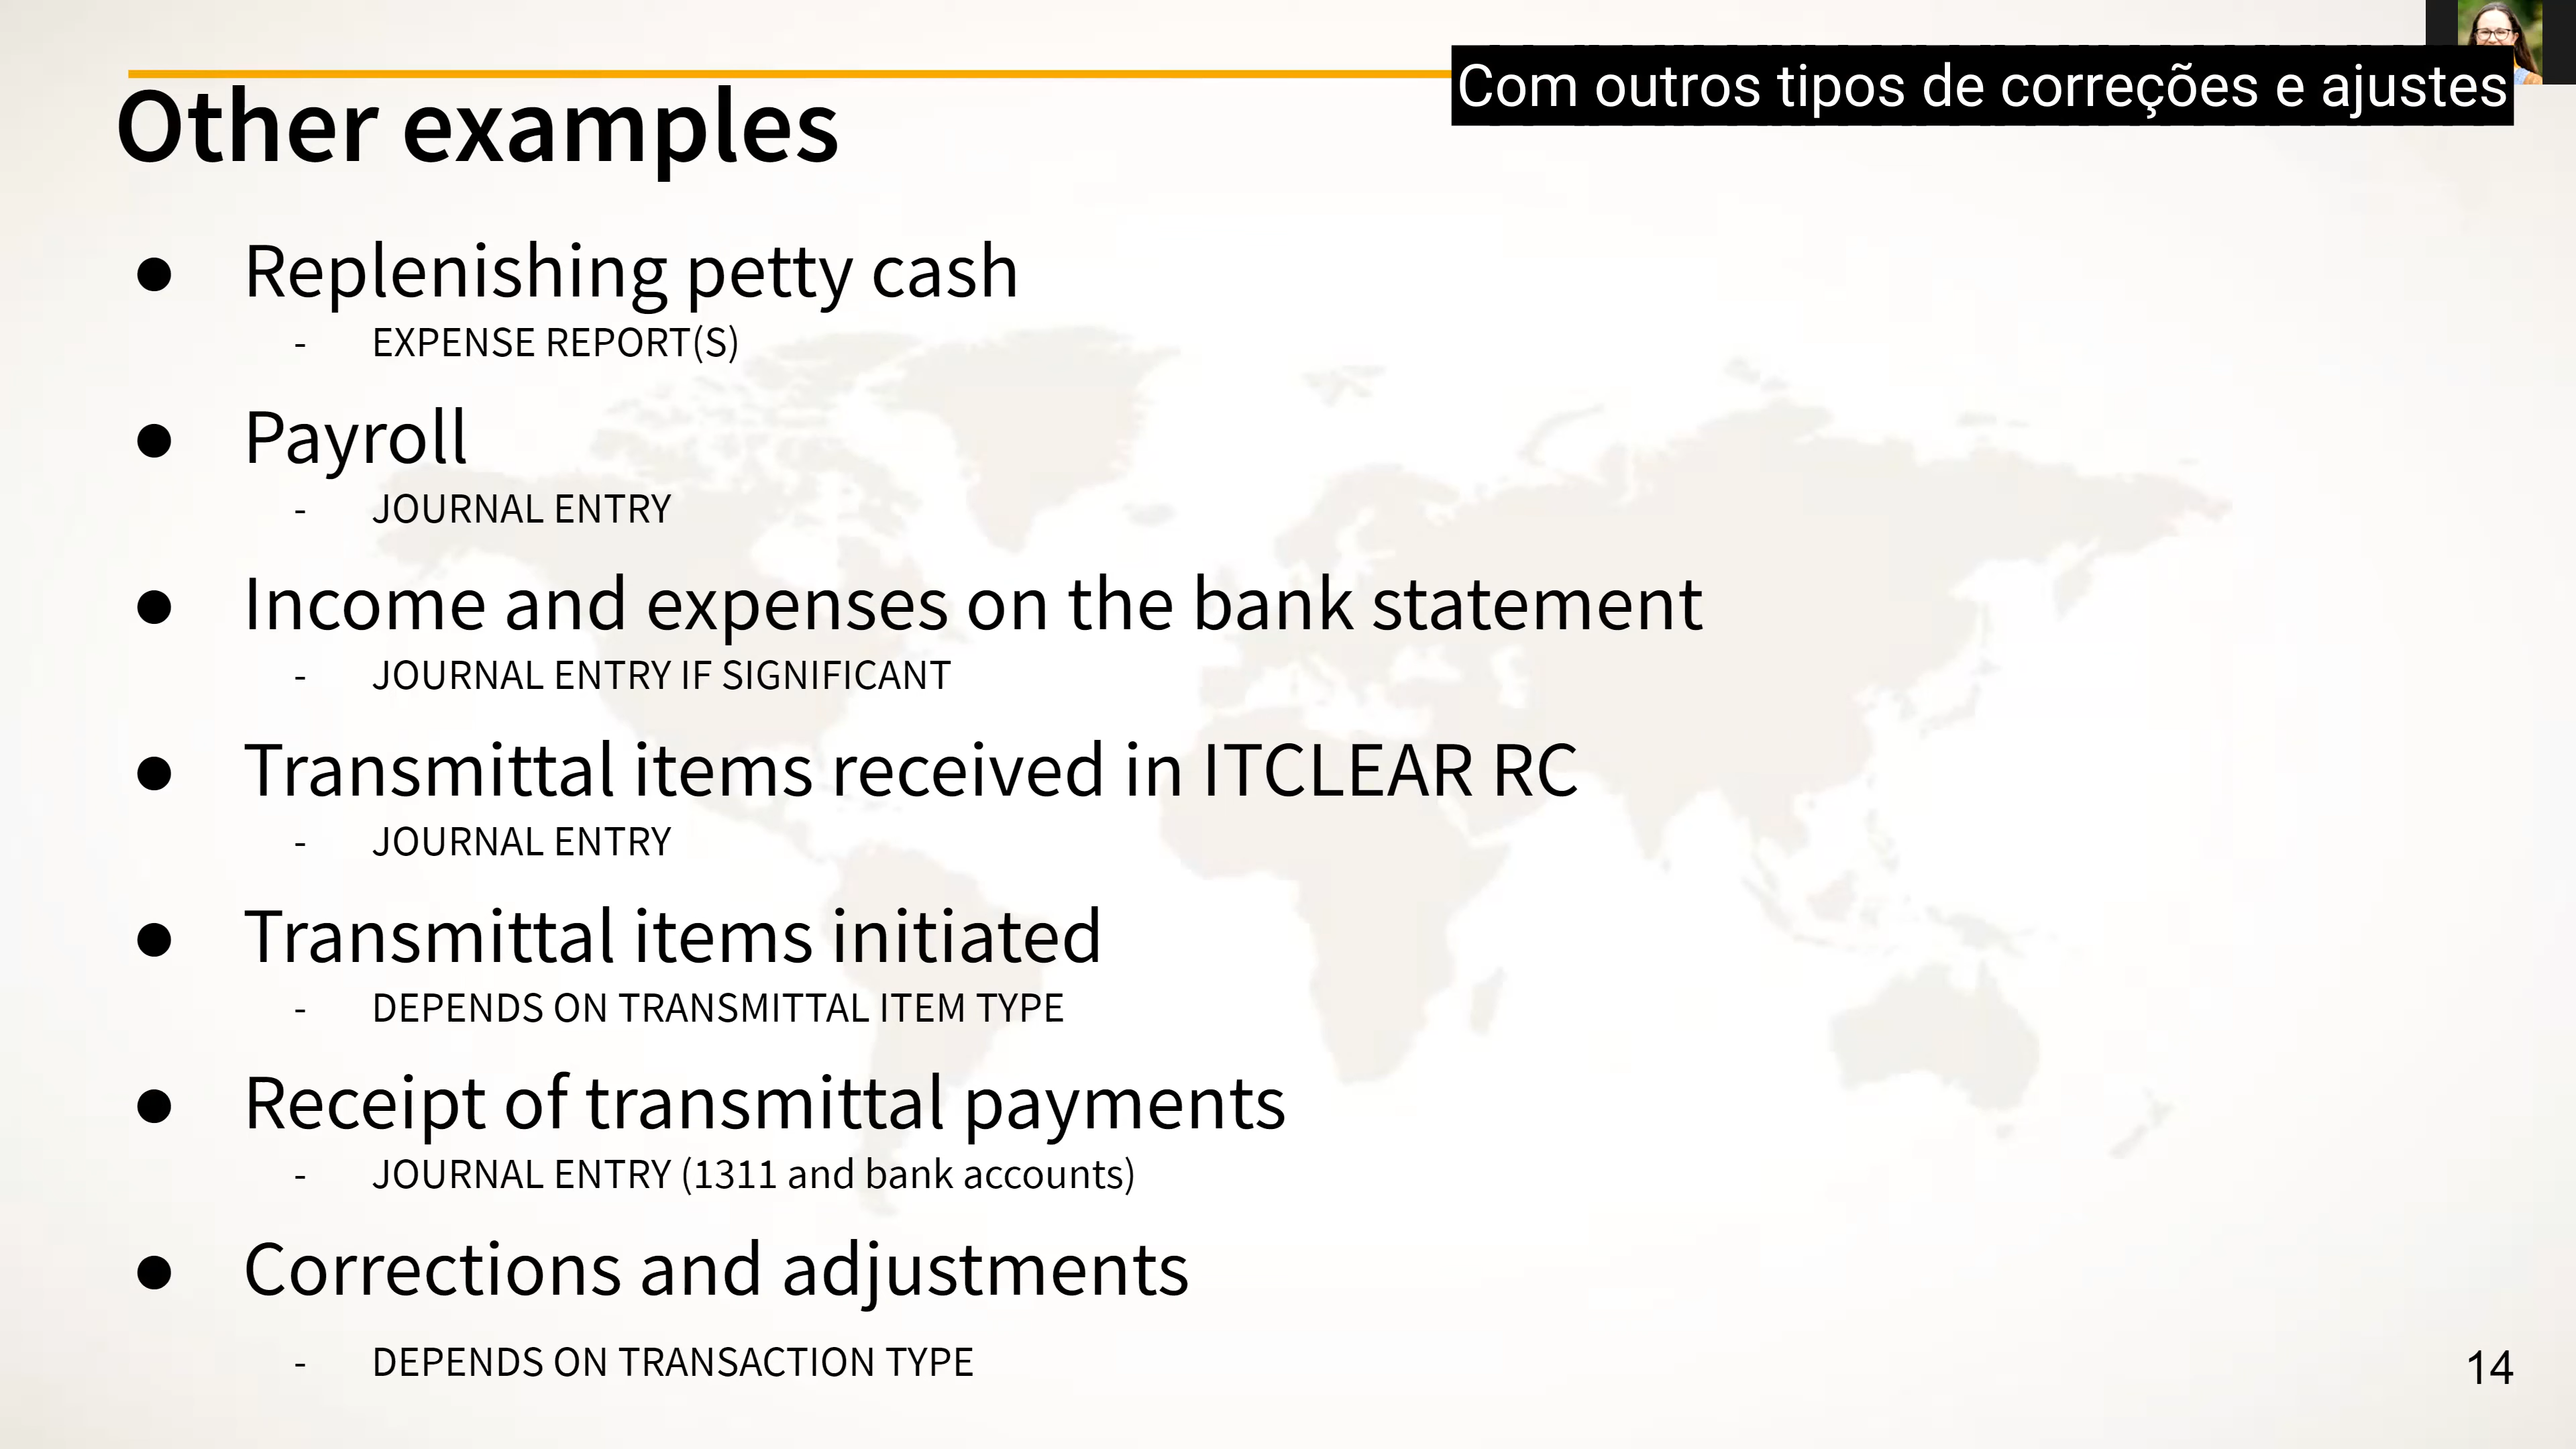 Com outros tipos de correções e ajustes
Other examples
● Replenishing petty cash
- EXPENSE REPORT(S)
● Payroll
- JOURNAL ENTRY
● Income and expenses on the bank statement
- JOURNAL ENTRY IF SIGNIFICANT
● Transmittal items received in ITCLEAR RC
- JOURNAL ENTRY
● Transmittal items initiated
- DEPENDS ON TRANSMITTAL ITEM TYPE
● Receipt of transmittal payments
- JOURNAL ENTRY (1311 and bank accounts)
● Corrections and adjustments
- DEPENDS ON TRANSACTION TYPE
14